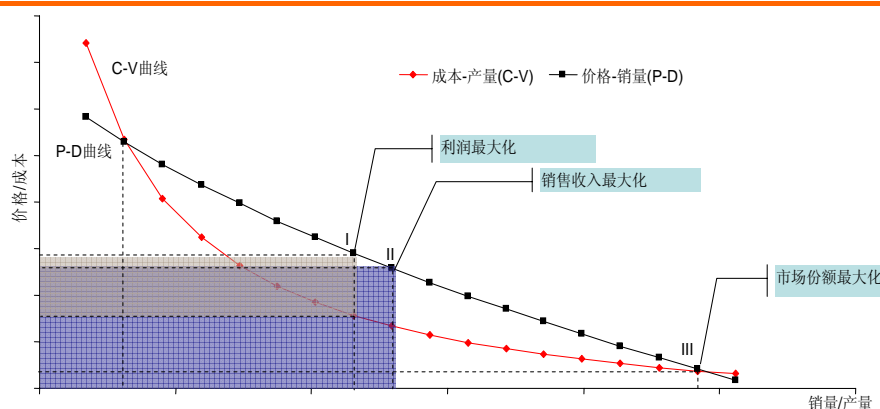 C-V曲线
成本-产量(C-V)
价格-销量(P-D)
P-D曲线
利润最大化
销售收入最大化
价格/成本
I
II
市场份额最大化
III
销量/产量